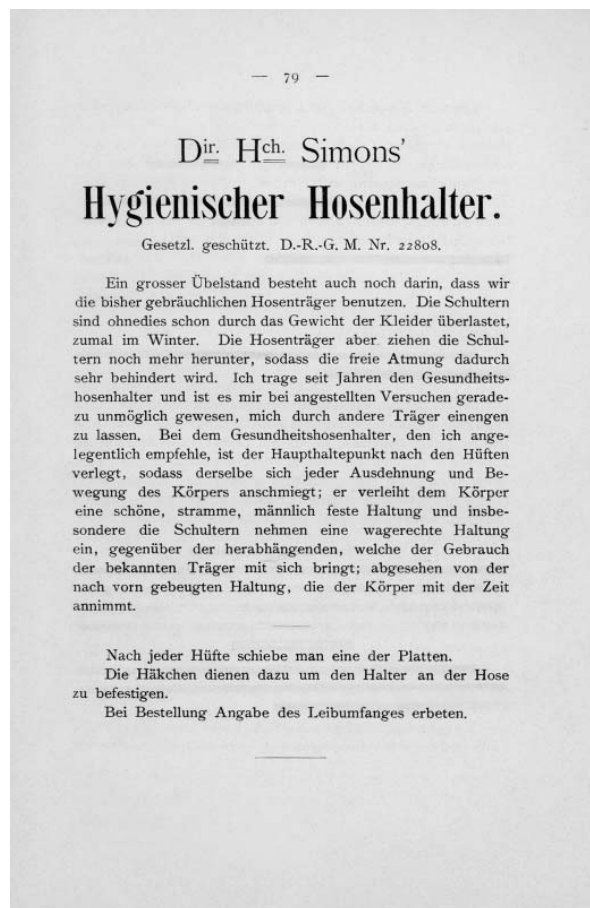 — 79 —
Dir. Hch. Simons'
Hygienischer Hosenhalter.
Gesetzl. geschützt. D.-R.-G. M. Nr. 22808.
Ein grosser Übelstand besteht auch noch darin, dass wir
die bisher gebräuchlichen Hosenträger benutzen. Die Schultern
sind ohnedies schon durch das Gewicht der Kleider überlastet,
zumal im Winter. Die Hosenträger aber ziehen die Schul-
tern noch mehr herunter, sodass die freie Atmung dadurch
sehr behindert wird. Ich trage seit Jahren den Gesundheits-
hosenhalter und ist es mir bei angestellten Versuchen gerade-
zu unmöglich gewesen, mich durch andere Träger einengen
zu lassen. Bei dem Gesundheitshosenhalter, den ich ange-
legentlich empfehle, ist der Haupthaltepunkt nach den Hüften
verlegt, sodass derselbe sich jeder Ausdehnung und Be-
wegung des Körpers anschmiegt; er verleiht dem Körper
eine schöne, stramme, männlich feste Haltung und insbe-
sondere die Schultern nehmen eine wagerechte Haltung
ein, gegenüber der herabhängenden, welche der Gebrauch
der bekannten Träger mit sich bringt; abgesehen von der
nach vorn gebeugten Haltung, die der Körper mit der Zeit
annimmt.
Nach jeder Hüfte schiebe man eine der Platten.
Die Häkchen dienen dazu um den Halter an der Hose
zu befestigen.
Bei Bestellung Angabe des Leibumfanges erbeten.